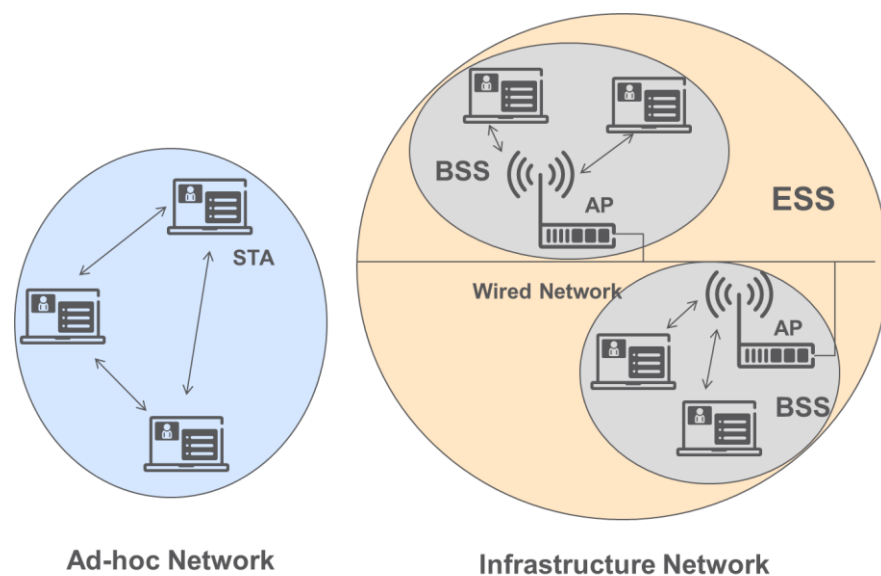 BSS
AP
ESS
STA
Wired Network
AP
BSS
Ad-hoc Network
Infrastructure Network